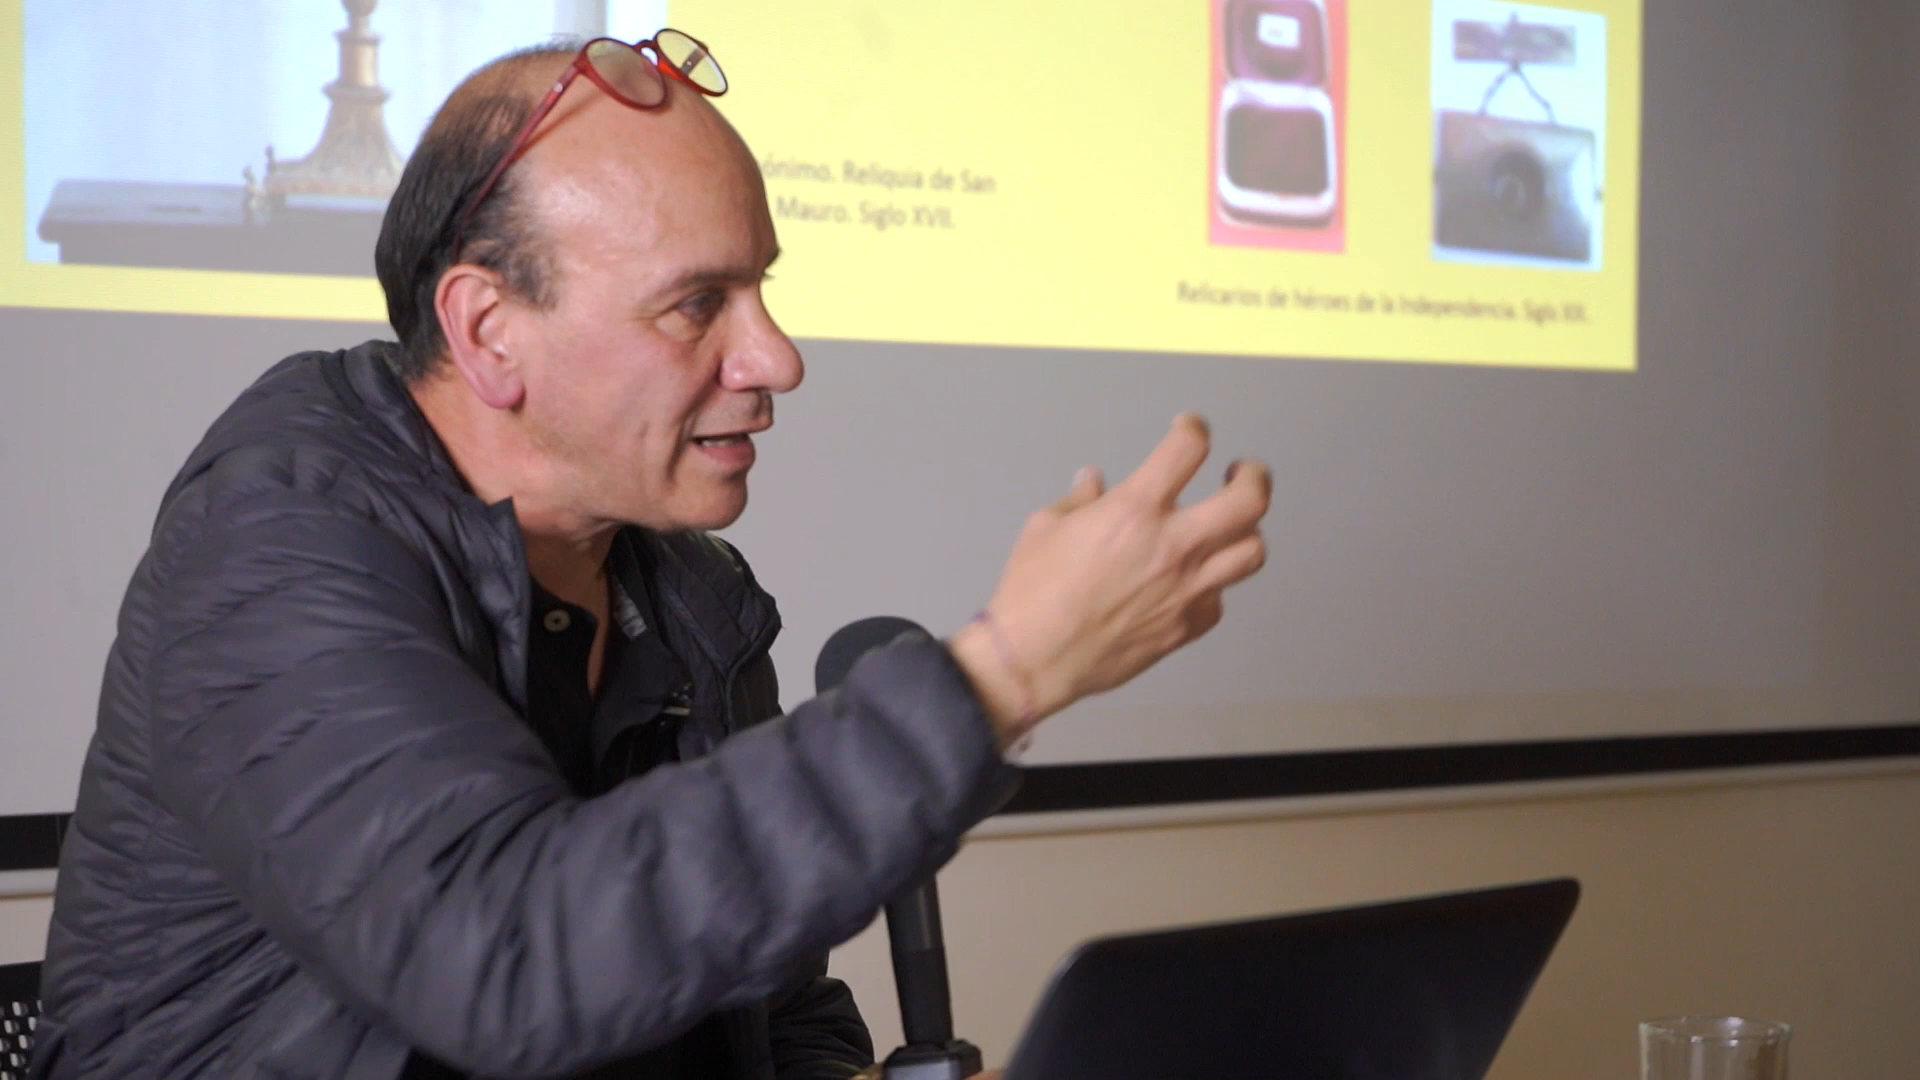 ónimo. Reliquia de San
Mauro. Siglo XVII.
Relicarios de héroes de la Independencia. Siglo XIX.